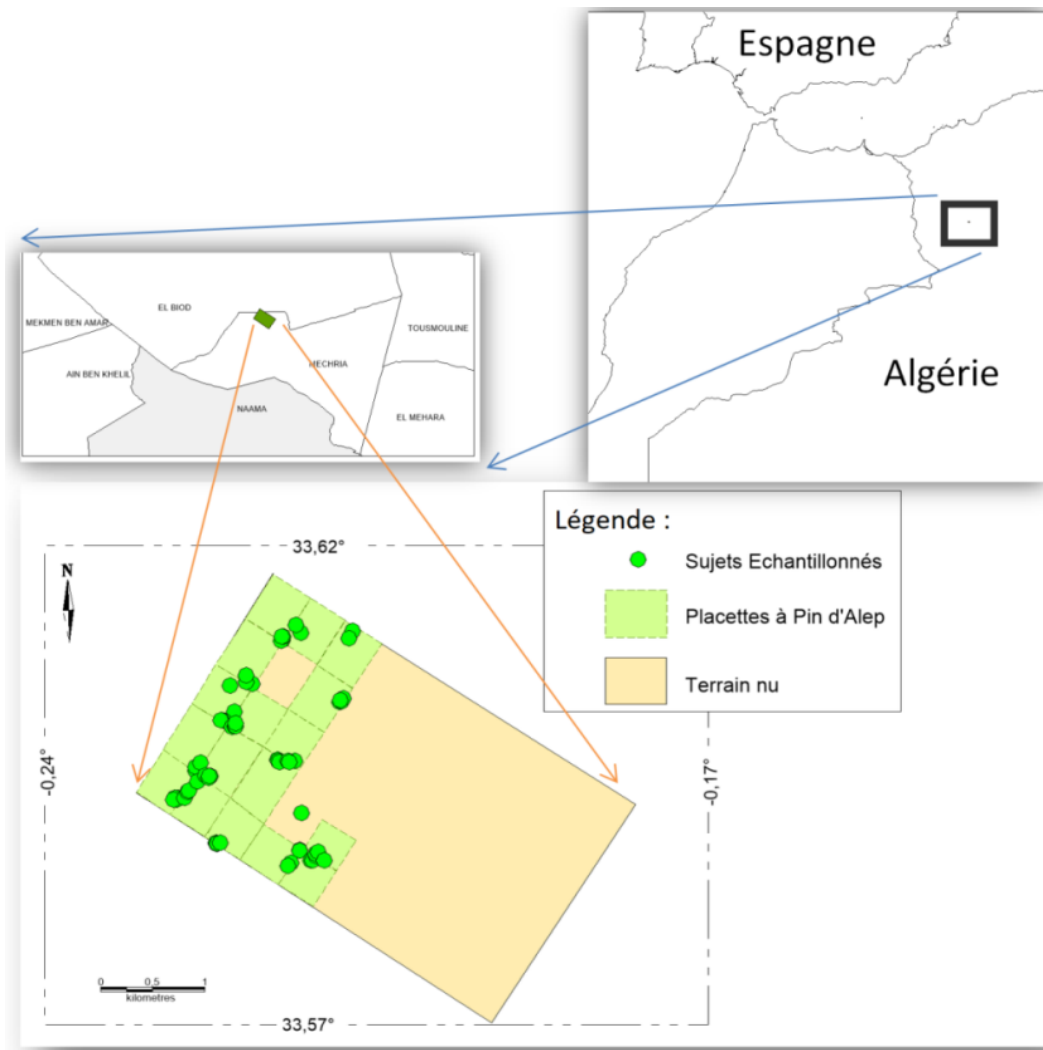 Espagne
Algérie
EL BIOD
MEKMEN BEN AMAR
TOUSMOULINE
MECHRIA
AIN BEN KHELIL
NAAMA
EL MEHARA
Légende :
Sujets Echantillonnés
Placettes à Pin d'Alep
Terrain nu
33,62°
N
-0,24°
-0,17°
0 0,5 1
kilometres
33,57°